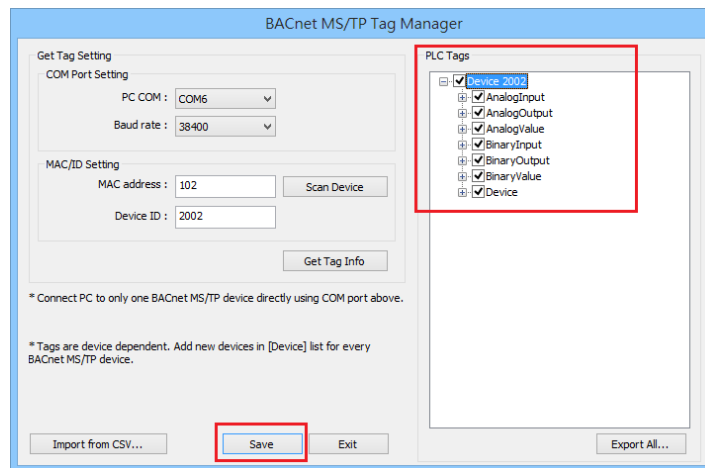 BACnet MS/TP Tag Manager
Get Tag Setting
COM Port Setting
PC COM :
COM6
Baud rate :
38400
MAC/ID Setting
MAC address :
102
Scan Device
Device ID :
2002
Get Tag Info
* Connect PC to only one BACnet MS/TP device directly using COM port above.
* Tags are device dependent. Add new devices in [Device] list for every
BACnet MS/TP device.
Import from CSV...
Save
Exit
PLC Tags
Device 2002
AnalogInput
AnalogOutput
AnalogValue
BinaryInput
BinaryOutput
BinaryValue
Device
Export All...